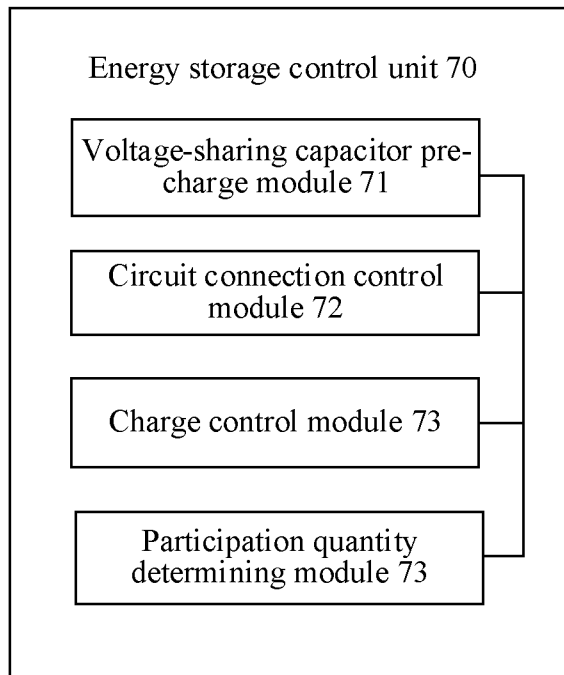 Energy storage control unit 70
Voltage-sharing capacitor pre-
charge module 71
Circuit connection control
module 72
Charge control module 73
Participation quantity
determining module 73